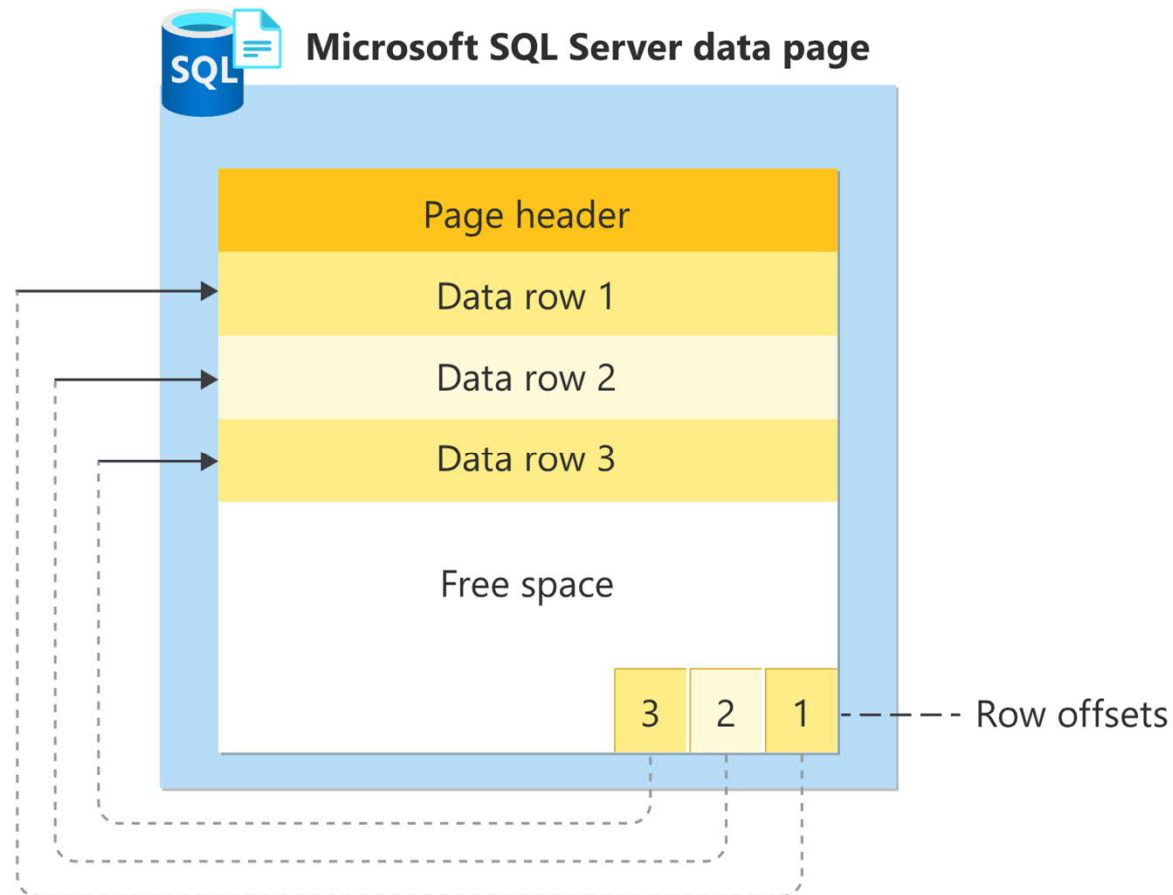 SQL
Microsoft SQL Server data page
Page header
Data row 1
Data row 2
Data row 3
Free space
3 2 1
Row offsets